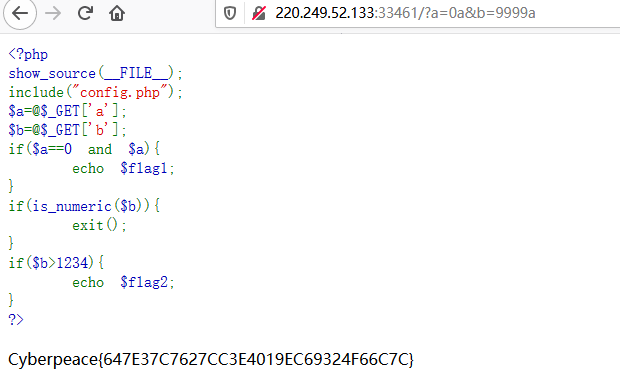 220.249.52.133:33461/?a=0a&b=9999a
<?php
show_source(__FILE__);
include("config.php");
$a=@$_GET['a'];
$b=@$_GET['b'];
if($a==0 and $a){
echo $flag1;
}
if(is_numeric($b)){
exit();
}
if($b>1234){
echo $flag2;
}
?>
Cyberpeace{647E37C7627CC3E4019EC69324F66C7C}